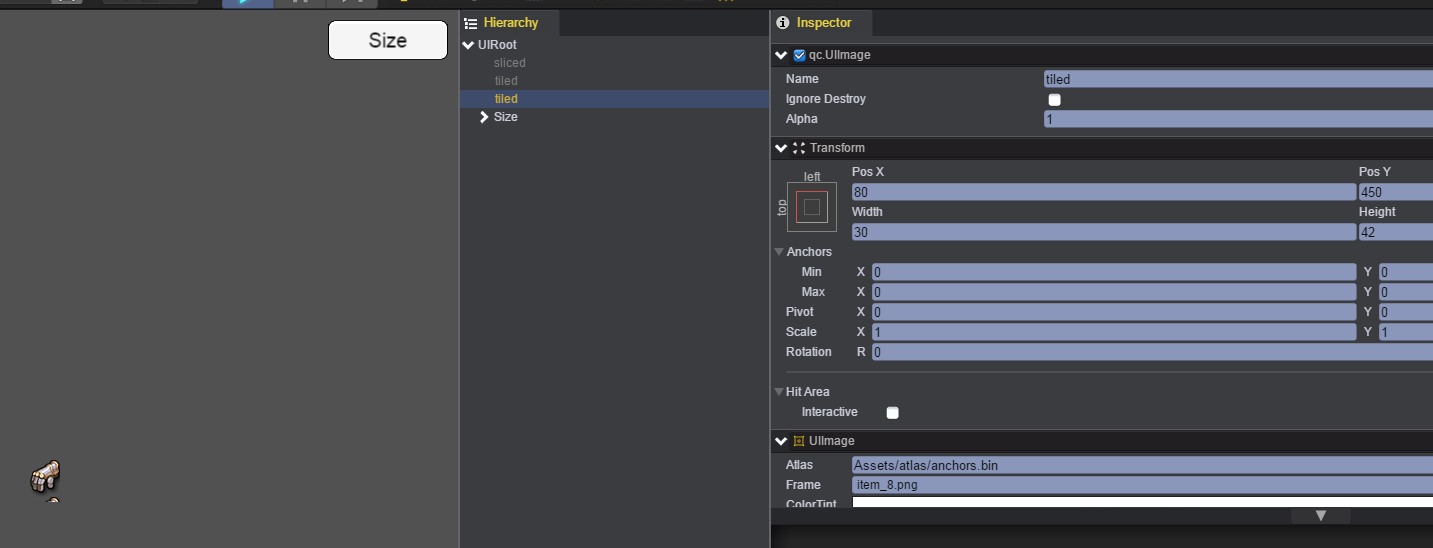 Size
Hierarchy
UIRoot
sliced
tiled
tiled
Size
Inspector
qc.UIImage
Name tiled
Ignore Destroy
Alpha 1
Transform
left
top
Pos X Pos Y
80 450
Width Height
30 42
Anchors
Min X 0 Y 0
Max X 0 Y 0
Pivot X 0 Y 0
Scale X 1 Y 1
Rotation R 0
Hit Area
Interactive
UIImage
Atlas Assets/atlas/anchors.bin
Frame item_8.png
ColorTint